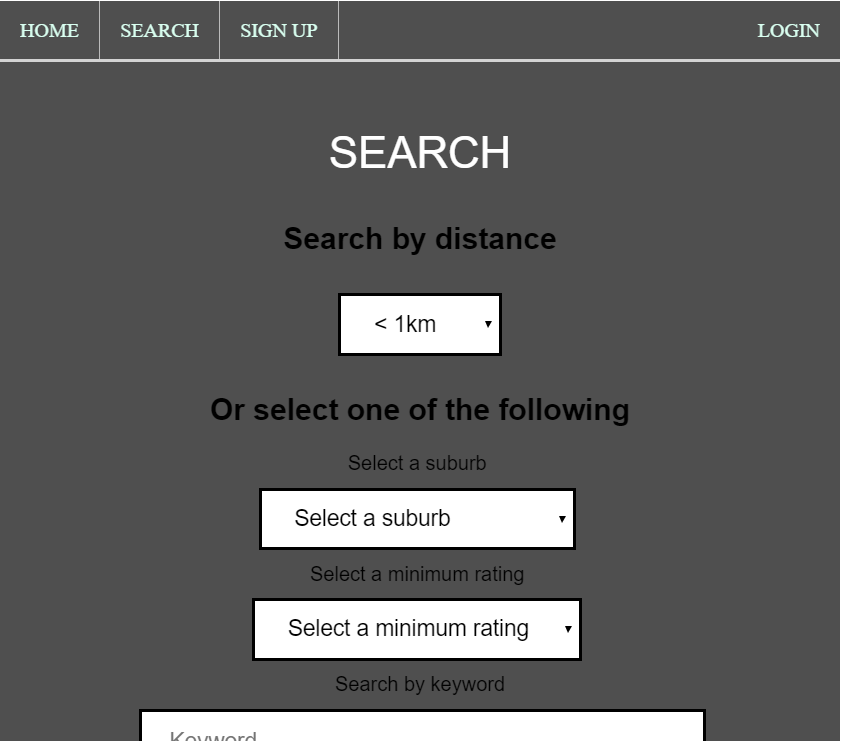 HOME SEARCH SIGN UP LOGIN
SEARCH
Search by distance
< 1km
Or select one of the following
Select a suburb
Select a suburb
Select a minimum rating
Select a minimum rating
Search by keyword
Keyword